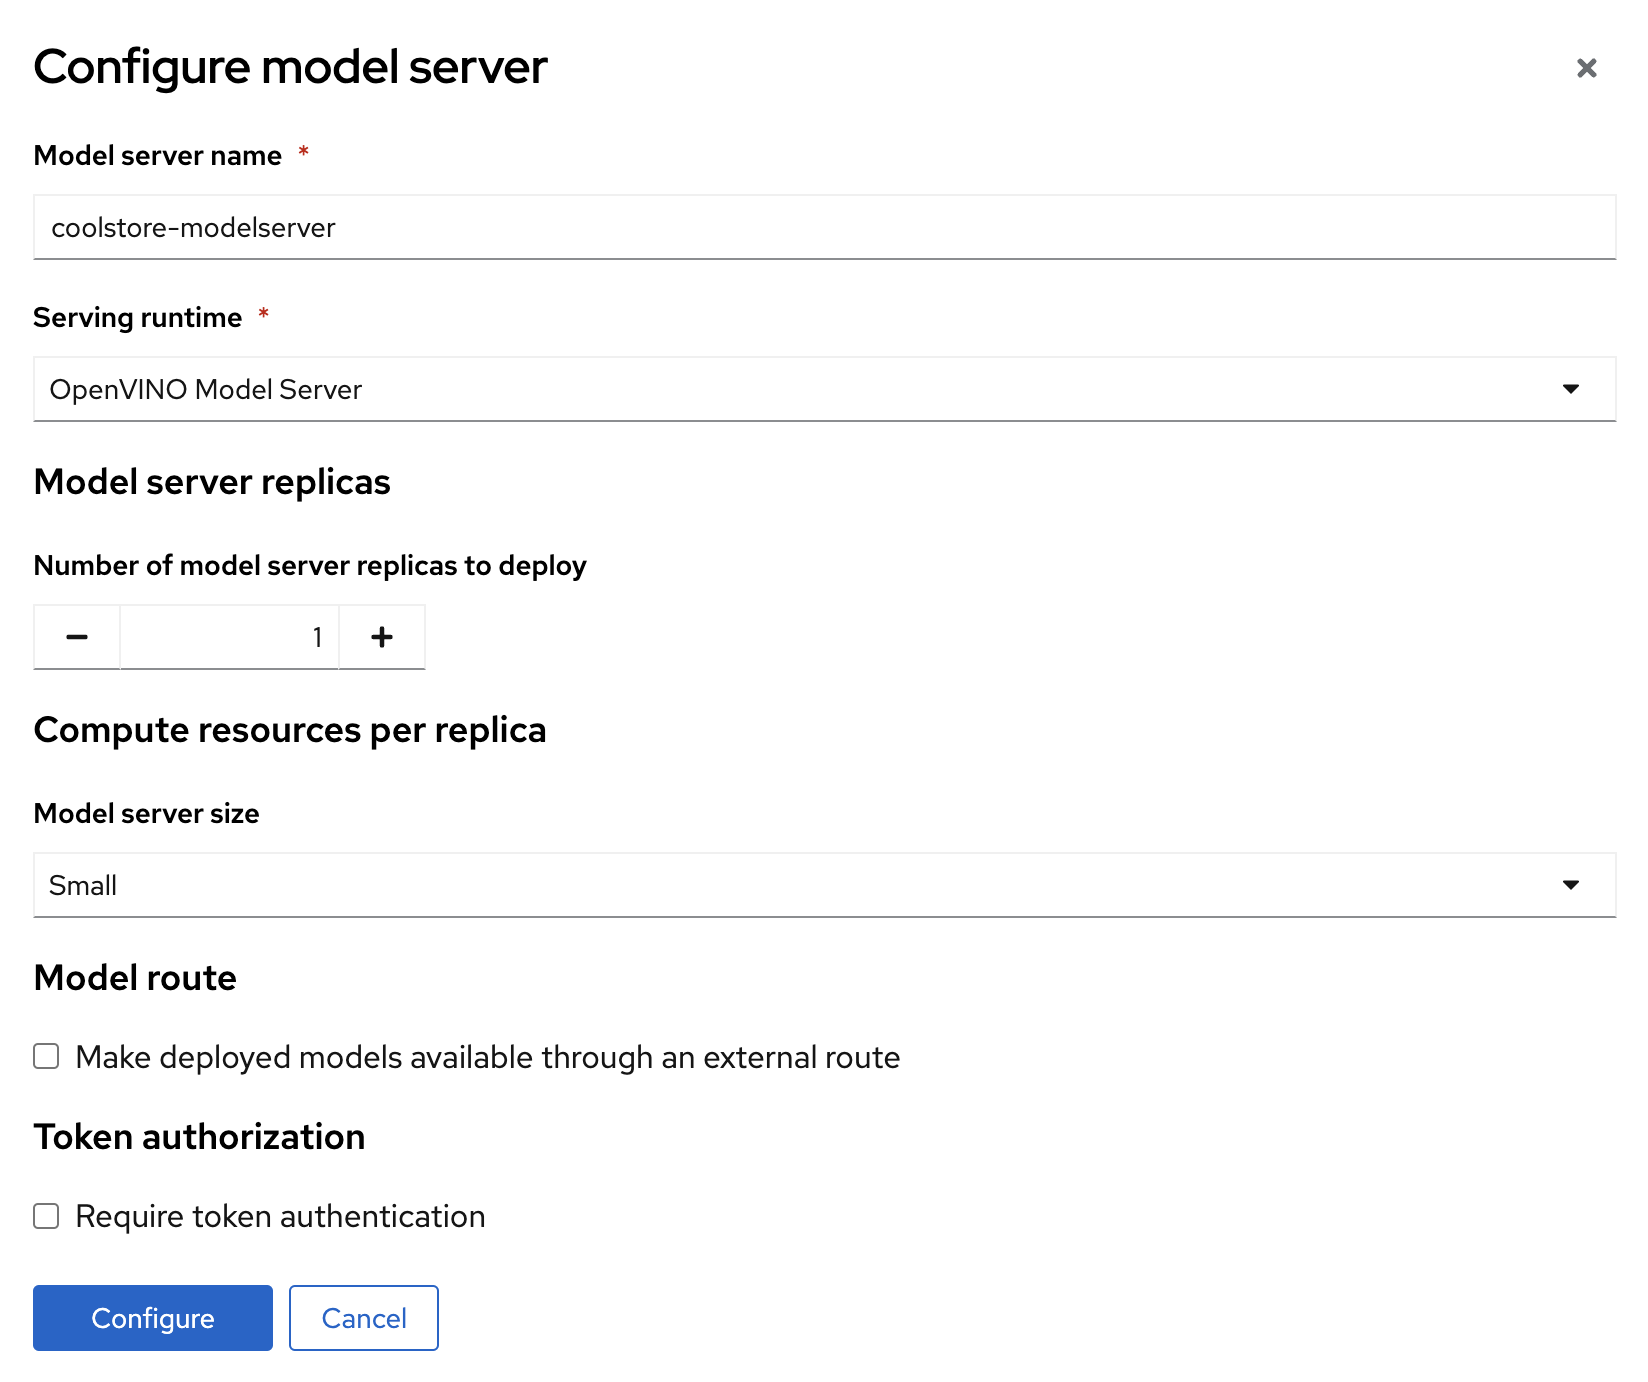 Configure model server
Model server name *
coolstore-modelserver
Serving runtime *
OpenVINO Model Server
Model server replicas
Number of model server replicas to deploy
1
Compute resources per replica
Model server size
Small
Model route
Make deployed models available through an external route
Token authorization
Require token authentication
Configure Cancel